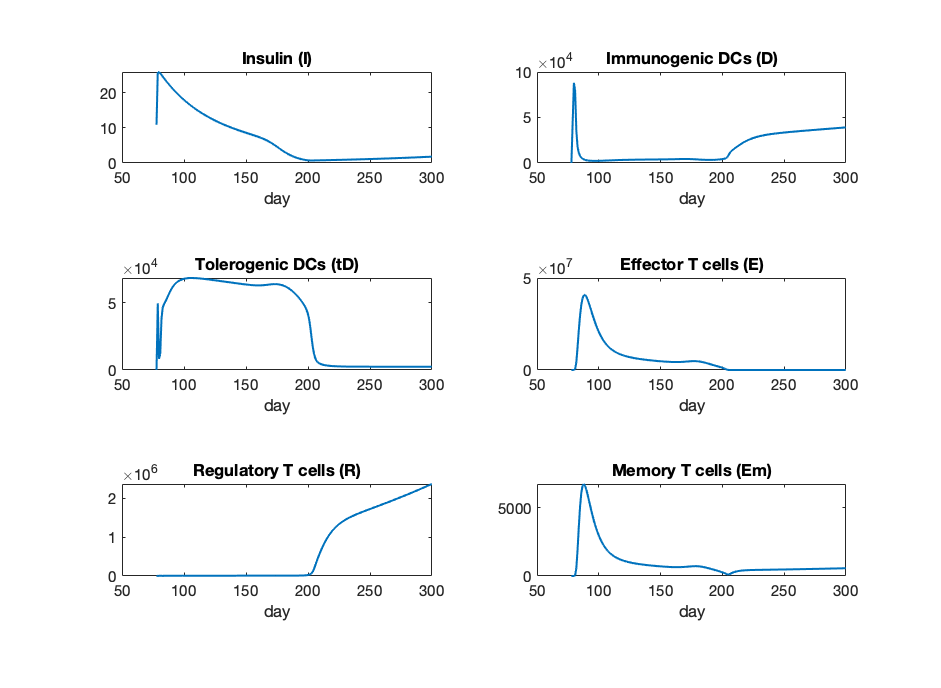 Insulin (I)
20
10
0
50 100 150 200 250 300
day
×10^4
Immunogenic DCs (D)
10
5
0
50 100 150 200 250 300
day
×10^4
Tolerogenic DCs (tD)
5
0
50 100 150 200 250 300
day
×10^7
Effector T cells (E)
5
0
50 100 150 200 250 300
day
×10^6
Regulatory T cells (R)
2
1
0
50 100 150 200 250 300
day
Memory T cells (Em)
5000
0
50 100 150 200 250 300
day